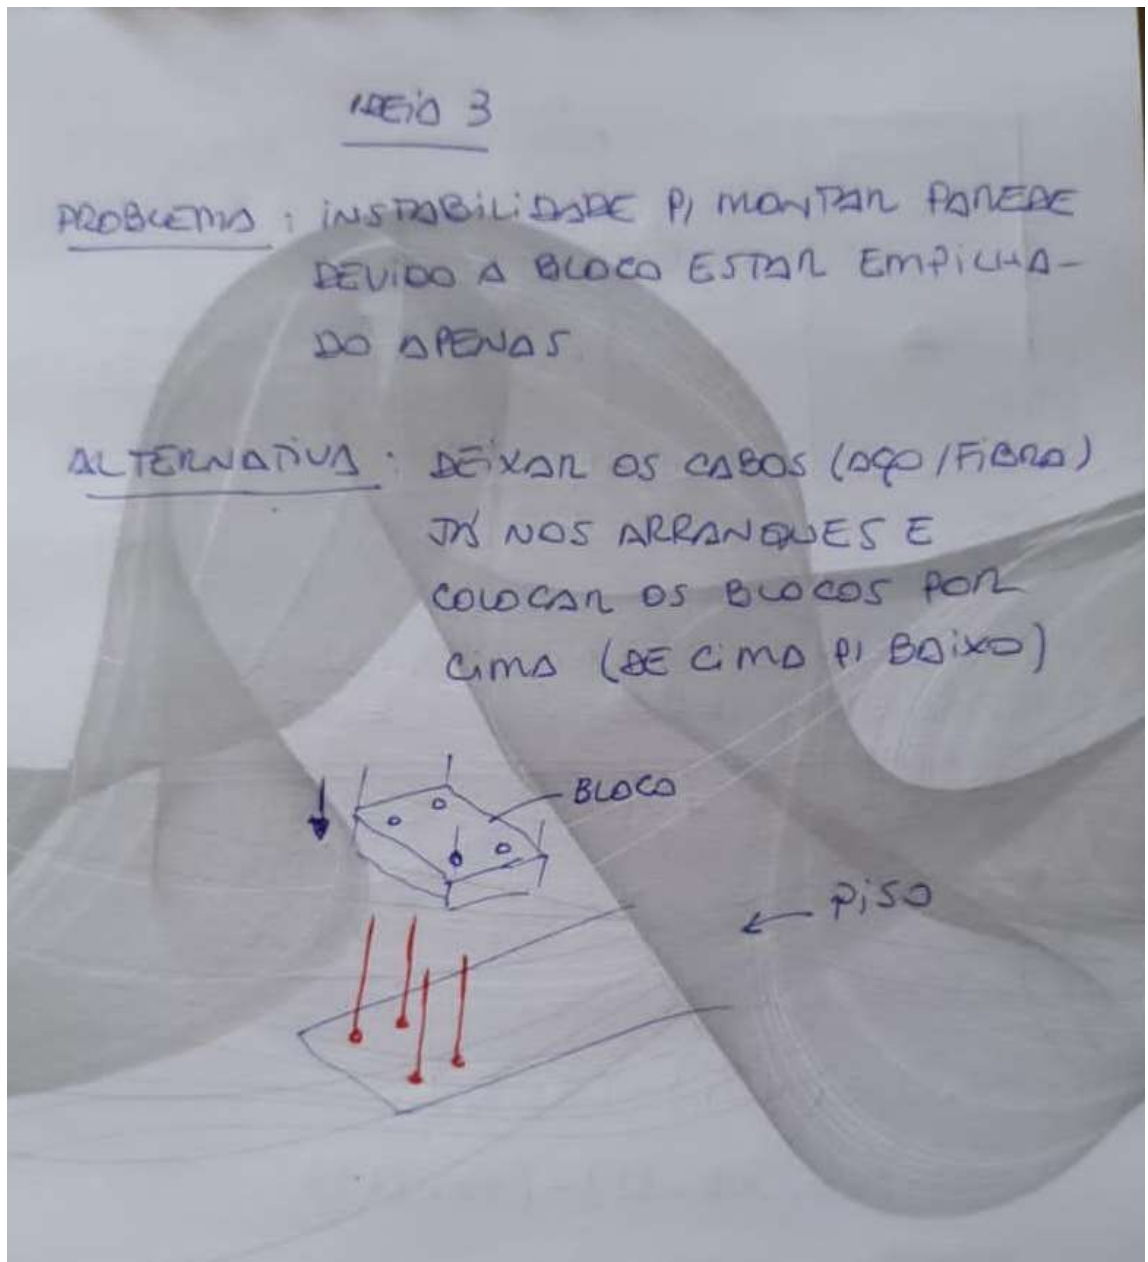 IDEIA 3
PROBLEMA : INSTABILIDADE P/ MONTAR PAREDE
DEVIDO A BLOCO ESTAR EMPILHA-
DO APENAS
ALTERNATIVA : DEIXAR OS CABOS (AÇO/FIBRA)
JÁ NOS ARRANQUES E
COLOCAR OS BLOCOS POR
CIMA (DE CIMA P/ BAIXO)
BLOCO
PISO